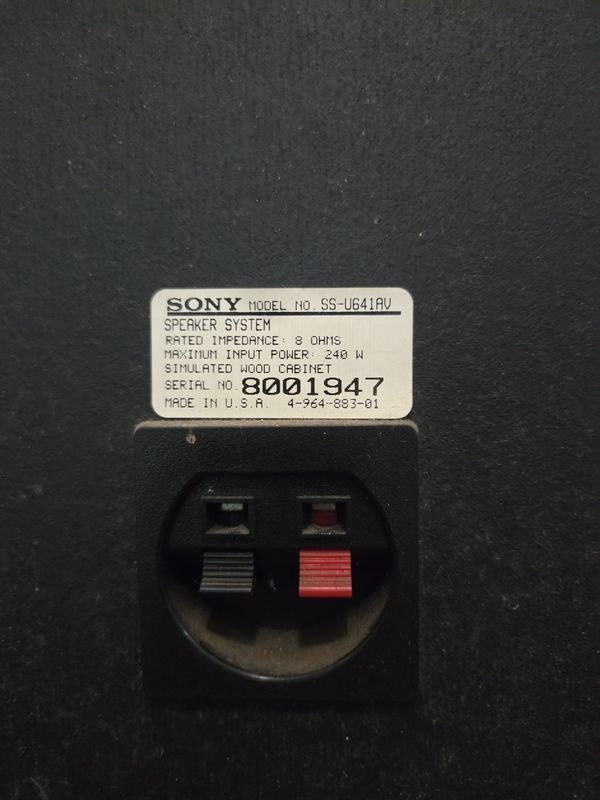 SONY MODEL NO. SS-U641AV
SPEAKER SYSTEM
RATED IMPEDANCE: 8 OHMS
MAXIMUM INPUT POWER: 240 W
SIMULATED WOOD CABINET
SERIAL NO. 8001947
MADE IN U.S.A. 4-964-883-01